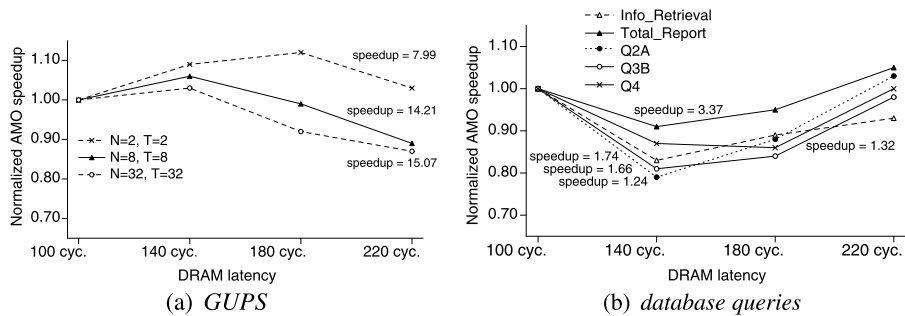 Normalized AMO speedup
1.10
1.00
0.90
0.80
0.70
speedup = 7.99
speedup = 14.21
speedup = 15.07
N=2, T=2
N=8, T=8
N=32, T=32
100 cyc.
140 cyc.
180 cyc.
220 cyc.
DRAM latency
(a) GUPS
Info_Retrieval
Total_Report
Q2A
Q3B
Q4
Normalized AMO speedup
1.10
1.00
0.90
0.80
0.70
speedup = 3.37
speedup = 1.74
speedup = 1.66
speedup = 1.24
speedup = 1.32
100 cyc.
140 cyc.
180 cyc.
220 cyc.
DRAM latency
(b) database queries